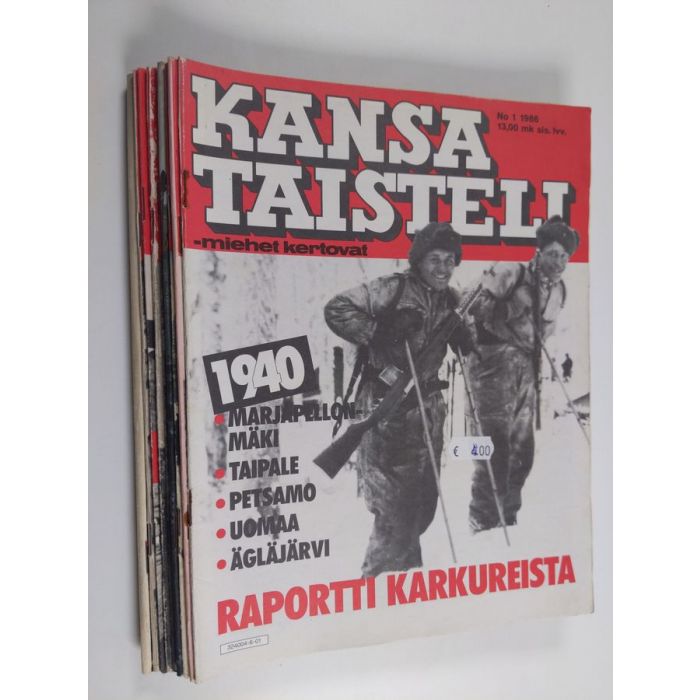 KANSA
TAISTELI
-miehet kertovat
No 1 1986
13,00 mk sis. lvv.
1940
• MARJAPELLON-
MÄKI
• TAIPALE
• PETSAMO
• UOMAA
• ÄGLÄJÄRVI
€ 4.00
RAPORTTI KARKUREISTA
324004-6-01